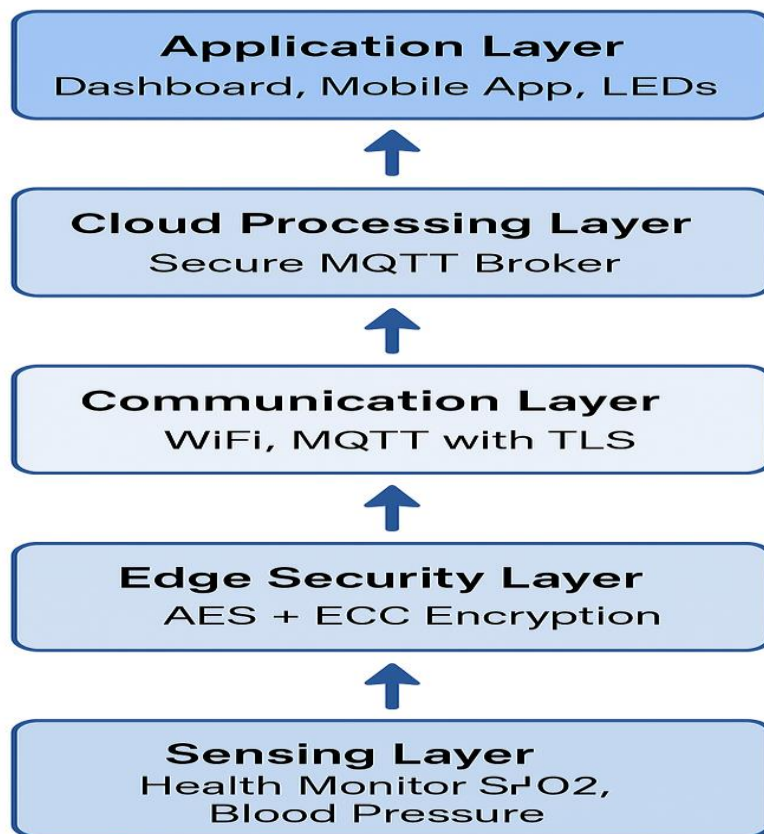 Application Layer
Dashboard, Mobile App, LEDs
Cloud Processing Layer
Secure MQTT Broker
Communication Layer
WiFi, MQTT with TLS
Edge Security Layer
AES + ECC Encryption
Sensing Layer
Health Monitor
Blood Pressure